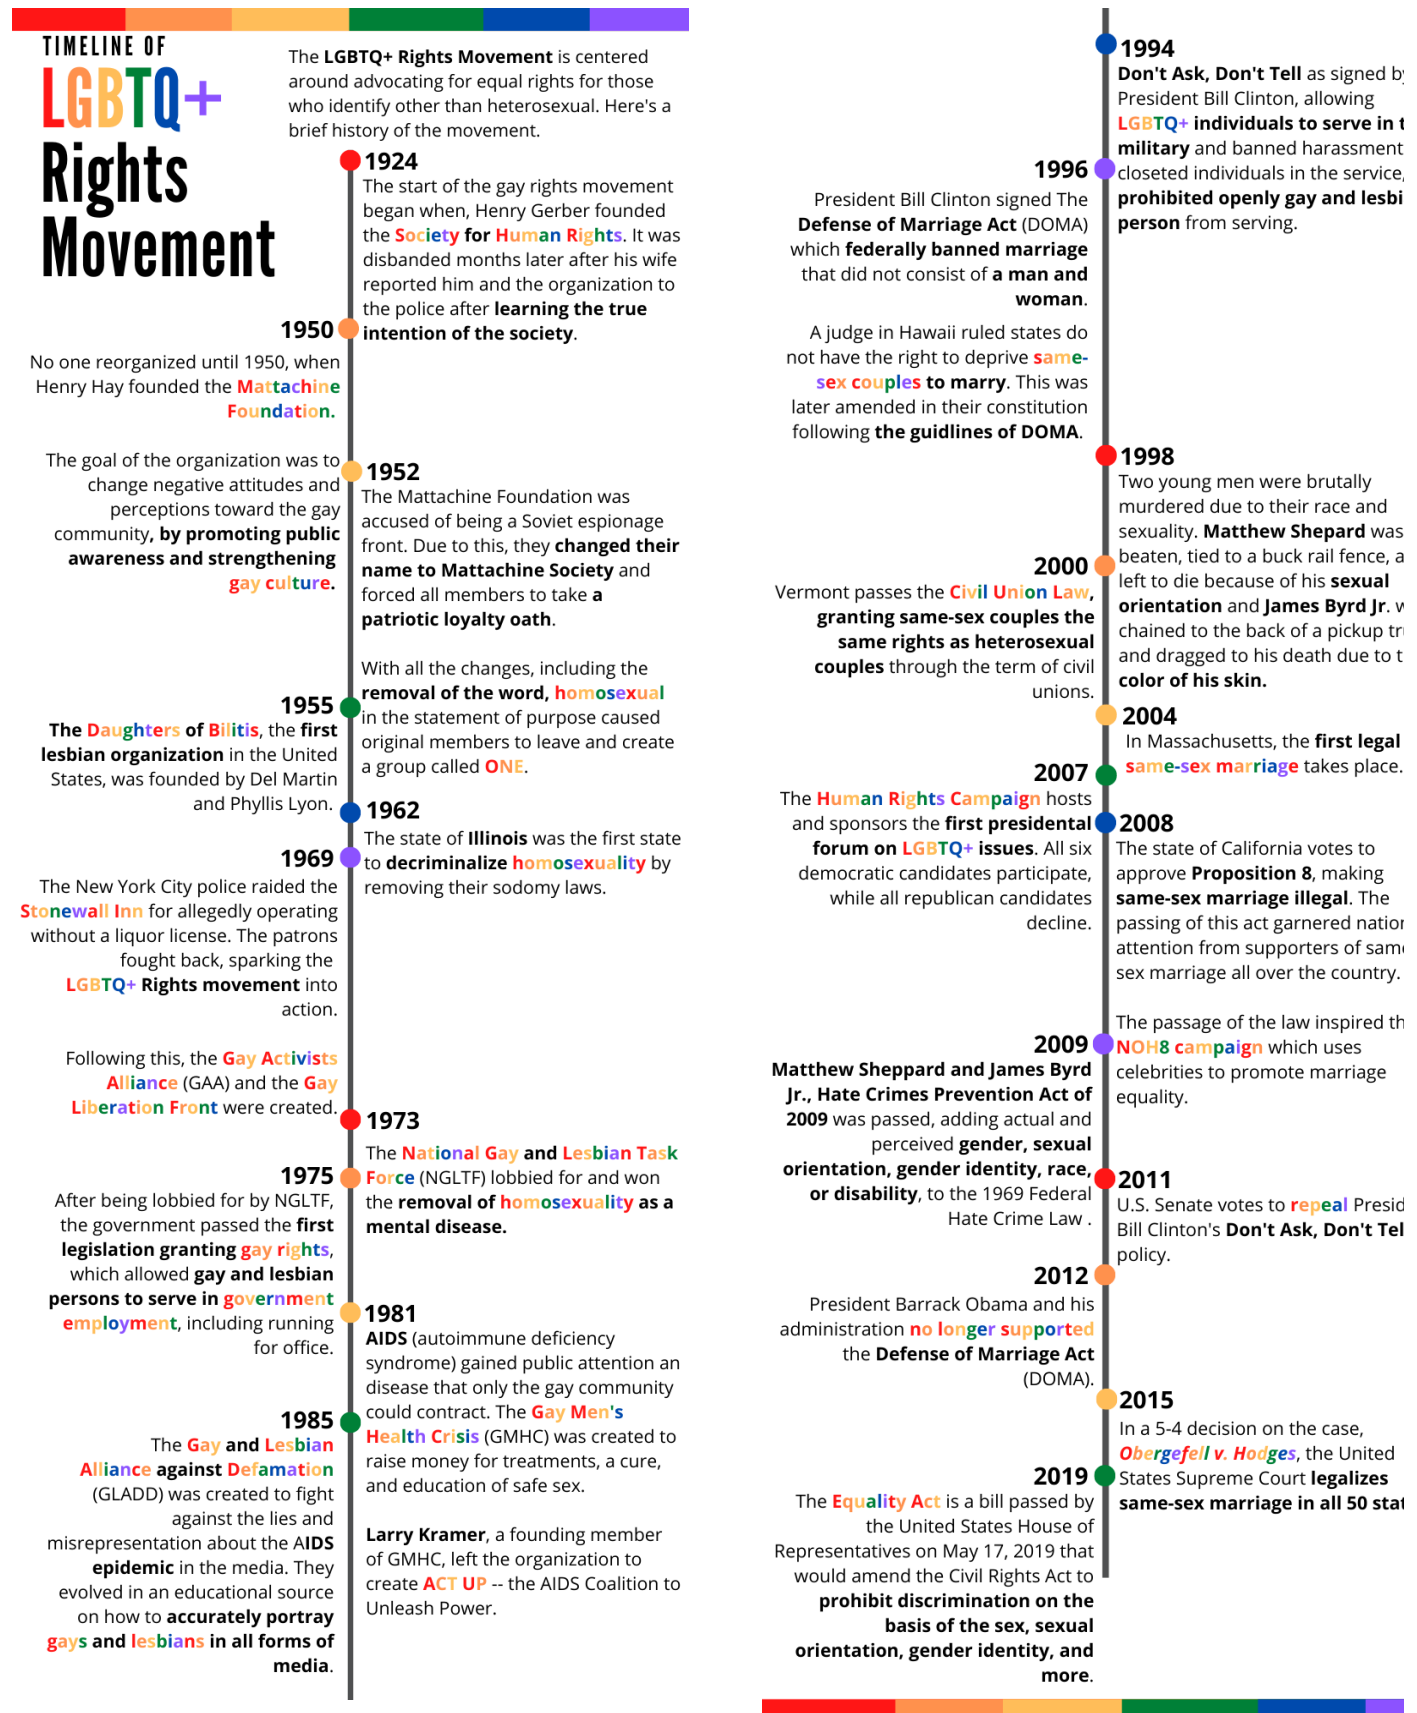 TIMELINE OF
LGBTQ+
Rights
Movement
The LGBTQ+ Rights Movement is centered
around advocating for equal rights for those
who identify other than heterosexual. Here's a
brief history of the movement.
1924
The start of the gay rights movement
began when, Henry Gerber founded
the Society for Human Rights. It was
disbanded months later after his wife
reported him and the organization to
the police after learning the true
intention of the society.
1950
No one reorganized until 1950, when
Henry Hay founded the Mattachine
Foundation.
The goal of the organization was to
change negative attitudes and
perceptions toward the gay
community, by promoting public
awareness and strengthening
gay culture.
1952
The Mattachine Foundation was
accused of being a Soviet espionage
front. Due to this, they changed their
name to Mattachine Society and
forced all members to take a
patriotic loyalty oath.
With all the changes, including the
removal of the word, homosexual
in the statement of purpose caused
original members to leave and create
a group called ONE.
1955
The Daughters of Bilitis, the first
lesbian organization in the United
States, was founded by Del Martin
and Phyllis Lyon.
1962
The state of Illinois was the first state
to decriminalize homosexuality by
removing their sodomy laws.
1969
The New York City police raided the
Stonewall Inn for allegedly operating
without a liquor license. The patrons
fought back, sparking the
LGBTQ+ Rights movement into
action.
Following this, the Gay Activists
Alliance (GAA) and the Gay
Liberation Front were created.
1973
The National Gay and Lesbian Task
Force (NGLTF) lobbied for and won
the removal of homosexuality as a
mental disease.
1975
After being lobbied for by NGLTF,
the government passed the first
legislation granting gay rights,
which allowed gay and lesbian
persons to serve in government
employment, including running
for office.
1981
AIDS (autoimmune deficiency
syndrome) gained public attention an
disease that only the gay community
could contract. The Gay Men's
Health Crisis (GMHC) was created to
raise money for treatments, a cure,
and education of safe sex.
Larry Kramer, a founding member
of GMHC, left the organization to
create ACT UP -- the AIDS Coalition to
Unleash Power.
1985
The Gay and Lesbian
Alliance against Defamation
(GLADD) was created to fight
against the lies and
misrepresentation about the AIDS
epidemic in the media. They
evolved in an educational source
on how to accurately portray
gays and lesbians in all forms of
media.
1994
Don't Ask, Don't Tell as signed
President Bill Clinton, allowing
LGBTQ+ individuals to serve in
military and banned harassment
closeted individuals in the service,
prohibited openly gay and
person from serving.
1996
President Bill Clinton signed The
Defense of Marriage Act (DOMA)
which federally banned marriage
that did not consist of a man and
woman.
A judge in Hawaii ruled states do
not have the right to deprive same-
sex couples to marry. This was
later amended in their constitution
following the guidlines of DOMA.
1998
Two young men were brutally
murdered due to their race and
sexuality. Matthew Shepard was
beaten, tied to a buck rail fence,
left to die because of his sexual
orientation and James Byrd Jr.
chained to the back of a pickup
and dragged to his death due to
color of his skin.
2000
Vermont passes the Civil Union Law,
granting same-sex couples the
same rights as heterosexual
couples through the term of civil
unions.
2004
In Massachusetts, the first legal
same-sex marriage takes place.
2007
The Human Rights Campaign hosts
and sponsors the first presidental
forum on LGBTQ+ issues. All six
democratic candidates participate,
while all republican candidates
decline.
2008
The state of California votes to
approve Proposition 8, making
same-sex marriage illegal. The
passing of this act garnered
attention from supporters of
sex marriage all over the country.
The passage of the law inspired
NOH8 campaign which uses
celebrities to promote marriage
equality.
2009
Matthew Sheppard and James Byrd
Jr., Hate Crimes Prevention Act of
2009 was passed, adding actual and
perceived gender, sexual
orientation, gender identity, race,
or disability, to the 1969 Federal
Hate Crime Law .
2011
U.S. Senate votes to repeal
Bill Clinton's Don't Ask, Don't
policy.
2012
President Barrack Obama and his
administration no longer supported
the Defense of Marriage Act
(DOMA).
2015
In a 5-4 decision on the case,
Obergefell v. Hodges, the United
States Supreme Court legalizes
same-sex marriage in all 50
2019
The Equality Act is a bill passed by
the United States House of
Representatives on May 17, 2019 that
would amend the Civil Rights Act to
prohibit discrimination on the
basis of the sex, sexual
orientation, gender identity, and
more.